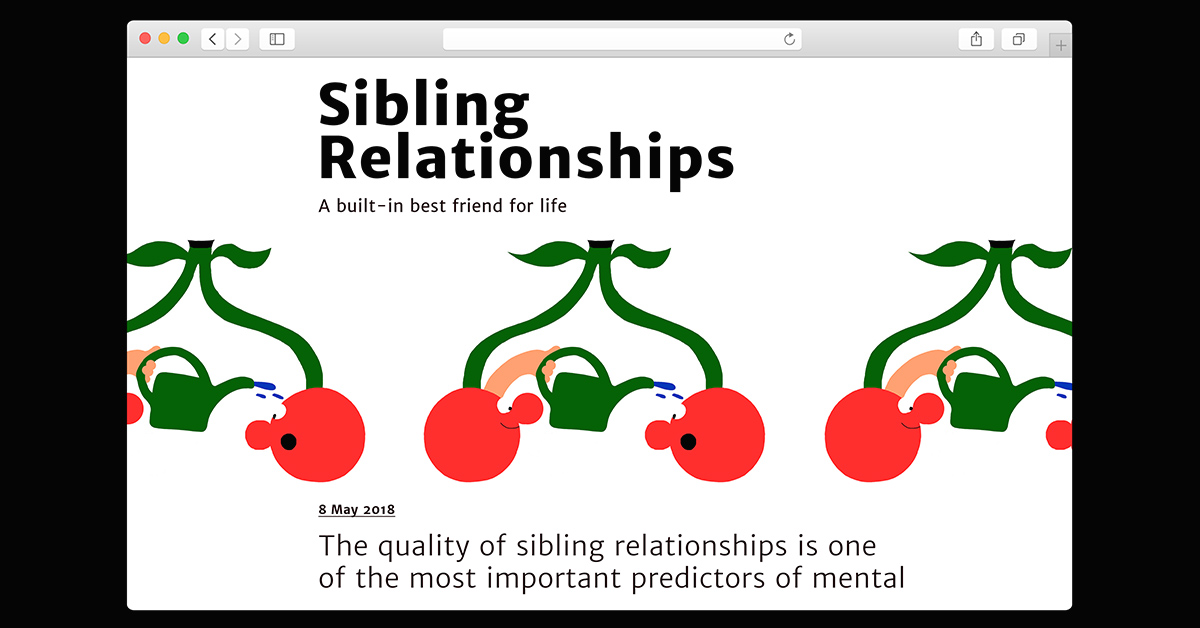 Sibling
Relationships
A built-in best friend for life
8 May 2018
The quality of sibling relationships is one
of the most important predictors of mental